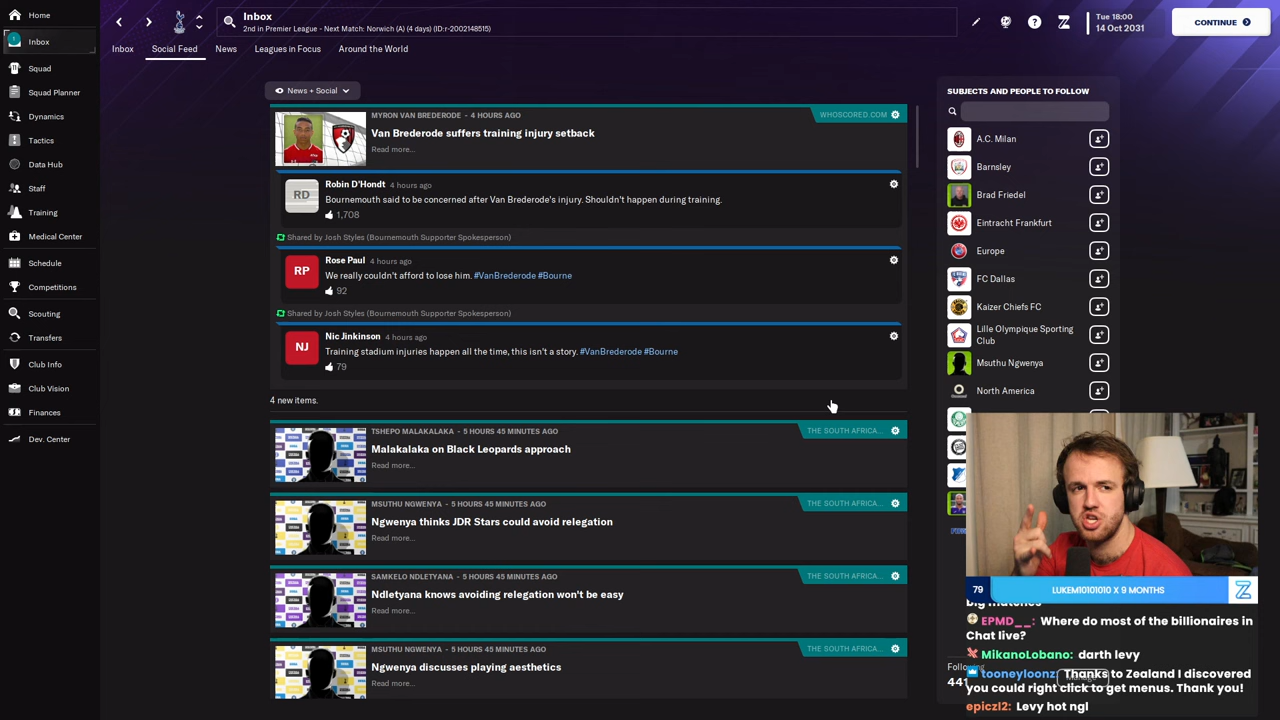 Home
Inbox
Squad
Squad Planner
Dynamics
Tactics
Data Hub
Staff
Training
Medical Center
Schedule
Competitions
Scouting
Transfers
Club Info
Club Vision
Finances
Dev. Center
Inbox
2nd in Premier League - Next Match: Norwich (A) (4 days) (ID:r-2002148515)
Tue 18:00
14 Oct 2031
CONTINUE
Inbox
Social Feed
News
Leagues in Focus
Around the World
News + Social
MYRON VAN BREDERODE - 4 HOURS AGO
WHOSCORED.COM
Van Brederode suffers training injury setback
Read more...
RD
Robin D'Hondt 4 hours ago
Bournemouth said to be concerned after Van Brederode's injury. Shouldn't happen during training.
1,708
Shared by Josh Styles (Bournemouth Supporter Spokesperson)
RP
Rose Paul 4 hours ago
We really couldn't afford to lose him. #VanBrederode #Bourne
92
Shared by Josh Styles (Bournemouth Supporter Spokesperson)
NJ
Nic Jinkinson 4 hours ago
Training stadium injuries happen all the time, this isn't a story. #VanBrederode #Bourne
79
4 new items.
TSHEPO MALAKALAKA - 5 HOURS 45 MINUTES AGO
THE SOUTH AFRICA...
Malakalaka on Black Leopards approach
Read more...
MSUTHU NGWENYA - 5 HOURS 45 MINUTES AGO
THE SOUTH AFRICA...
Ngwenya thinks JDR Stars could avoid relegation
Read more...
SAMKELO NDLETYANA - 5 HOURS 45 MINUTES AGO
THE SOUTH AFRICA...
Ndletyana knows avoiding relegation won't be easy
Read more...
MSUTHU NGWENYA - 5 HOURS 45 MINUTES AGO
THE SOUTH AFRICA...
Ngwenya discusses playing aesthetics
Read more...
SUBJECTS AND PEOPLE TO FOLLOW
A.C. Milan
Barnsley
Brad Friedel
Eintracht Frankfurt
Europe
FC Dallas
Kaizer Chiefs FC
Lille Olympique Sporting
Club
Msuthu Ngwenya
North America
79
LUKEM10101010 X 9 MONTHS
big matches
EPMD__: Where do most of the billionaires in
Chat live?
MikanoLobano: darth levy
tooneyloonz: Thanks to Zealand I discovered
you could right click to get menus. Thank you!
epiczl2: Levy hot ngl
441